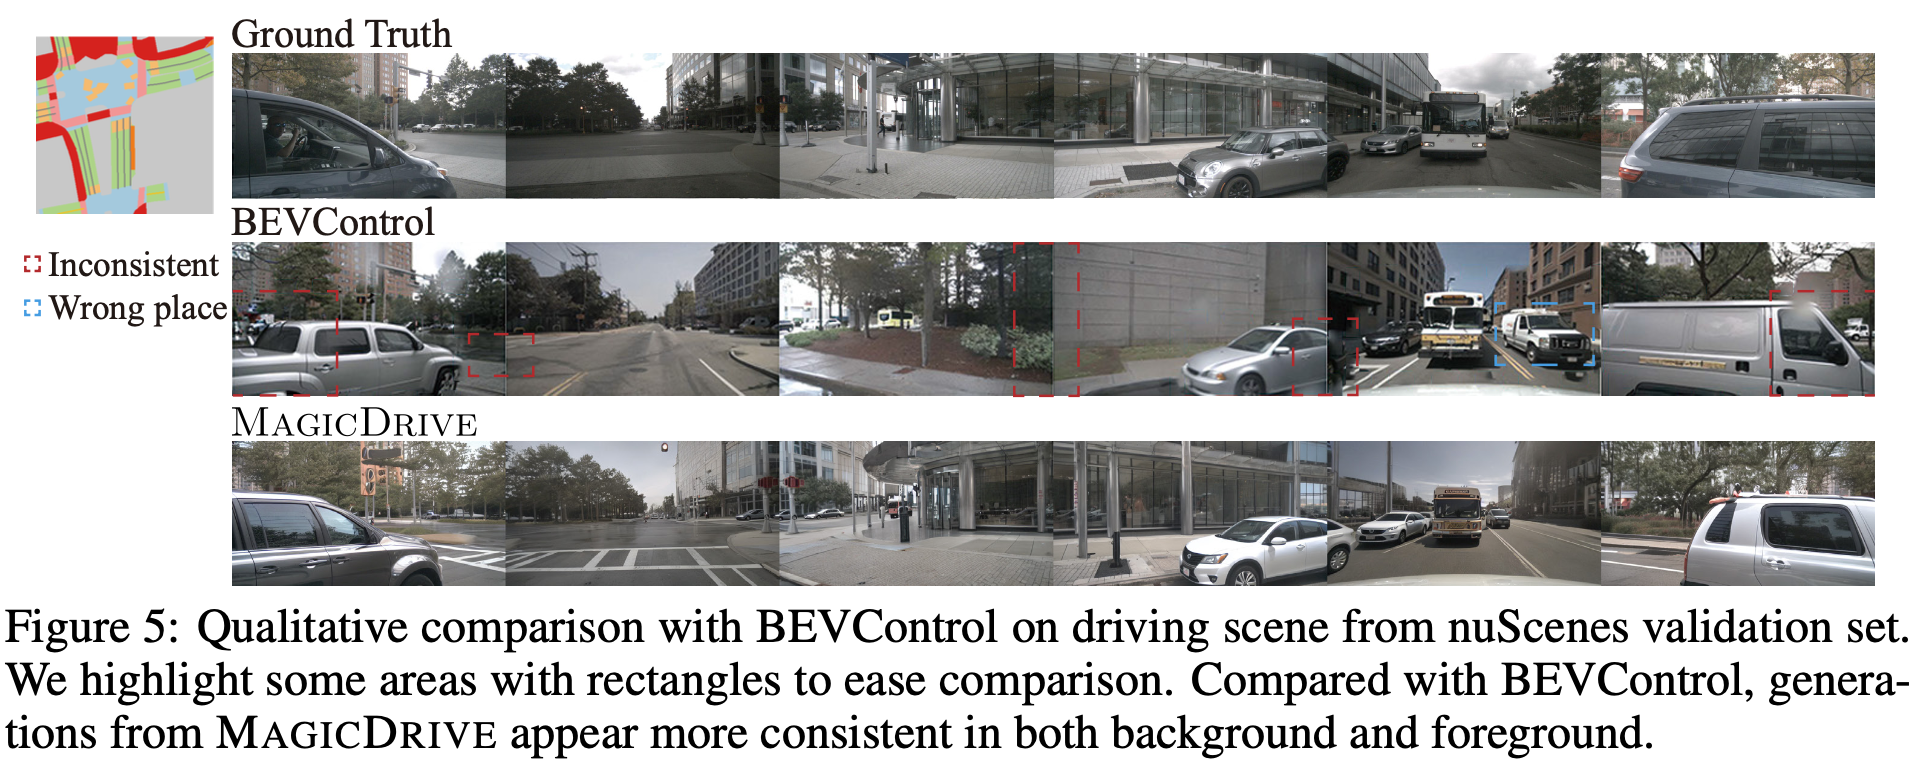 Ground Truth
BEVControl
Inconsistent
Wrong place
MAGICDRIVE
Figure 5: Qualitative comparison with BEVControl on driving scene from nuScenes validation set.
We highlight some areas with rectangles to ease comparison. Compared with BEVControl, genera-
tions from MAGICDRIVE appear more consistent in both background and foreground.